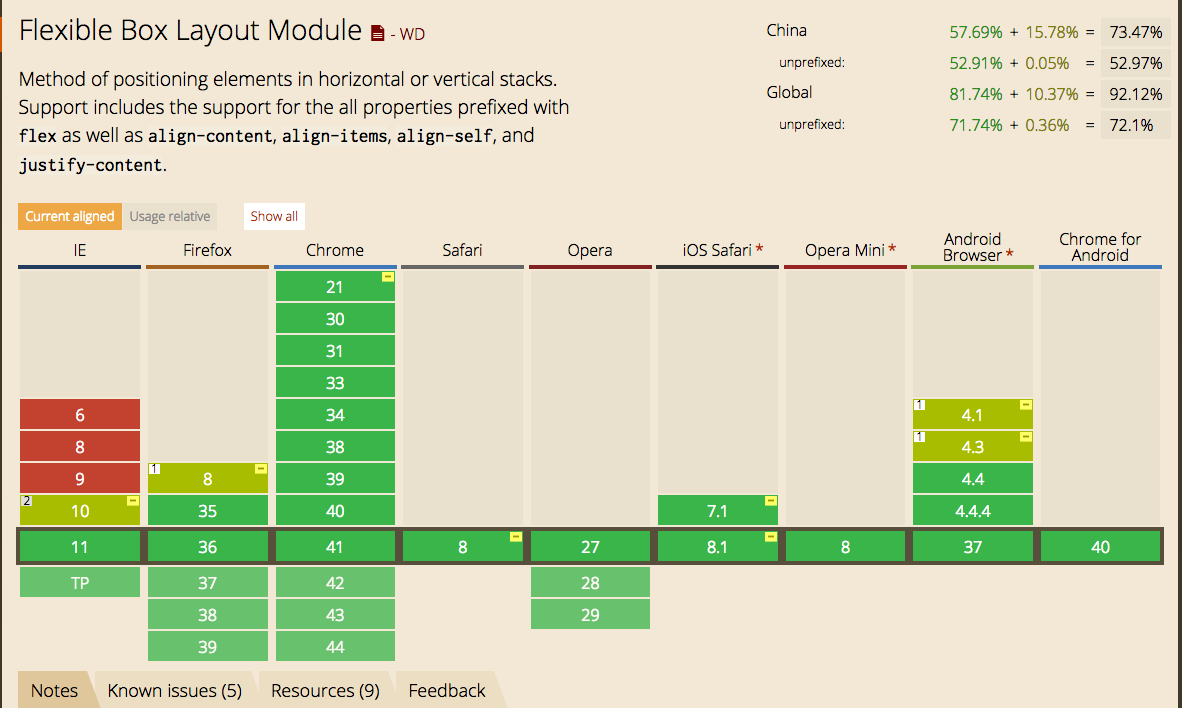 Flexible Box Layout Module - WD
Method of positioning elements in horizontal or vertical stacks.
Support includes the support for the all properties prefixed with
flex as well as align-content, align-items, align-self, and
justify-content.
China 57.69% + 15.78% = 73.47%
unprefixed: 52.91% + 0.05% = 52.97%
Global 81.74% + 10.37% = 92.12%
unprefixed: 71.74% + 0.36% = 72.1%
Current aligned Usage relative Show all
IE Firefox Chrome Safari Opera iOS Safari * Opera Mini * Android Browser * Chrome for Android
21
30
31
33
6 34 1 4.1
8 38 1 4.3
9 1 8 39 4.4
2 10 35 40 7.1 4.4.4
11 36 41 8 27 8.1 8 37 40
TP 37 42 28
38 43 29
39 44
Notes Known issues (5) Resources (9) Feedback